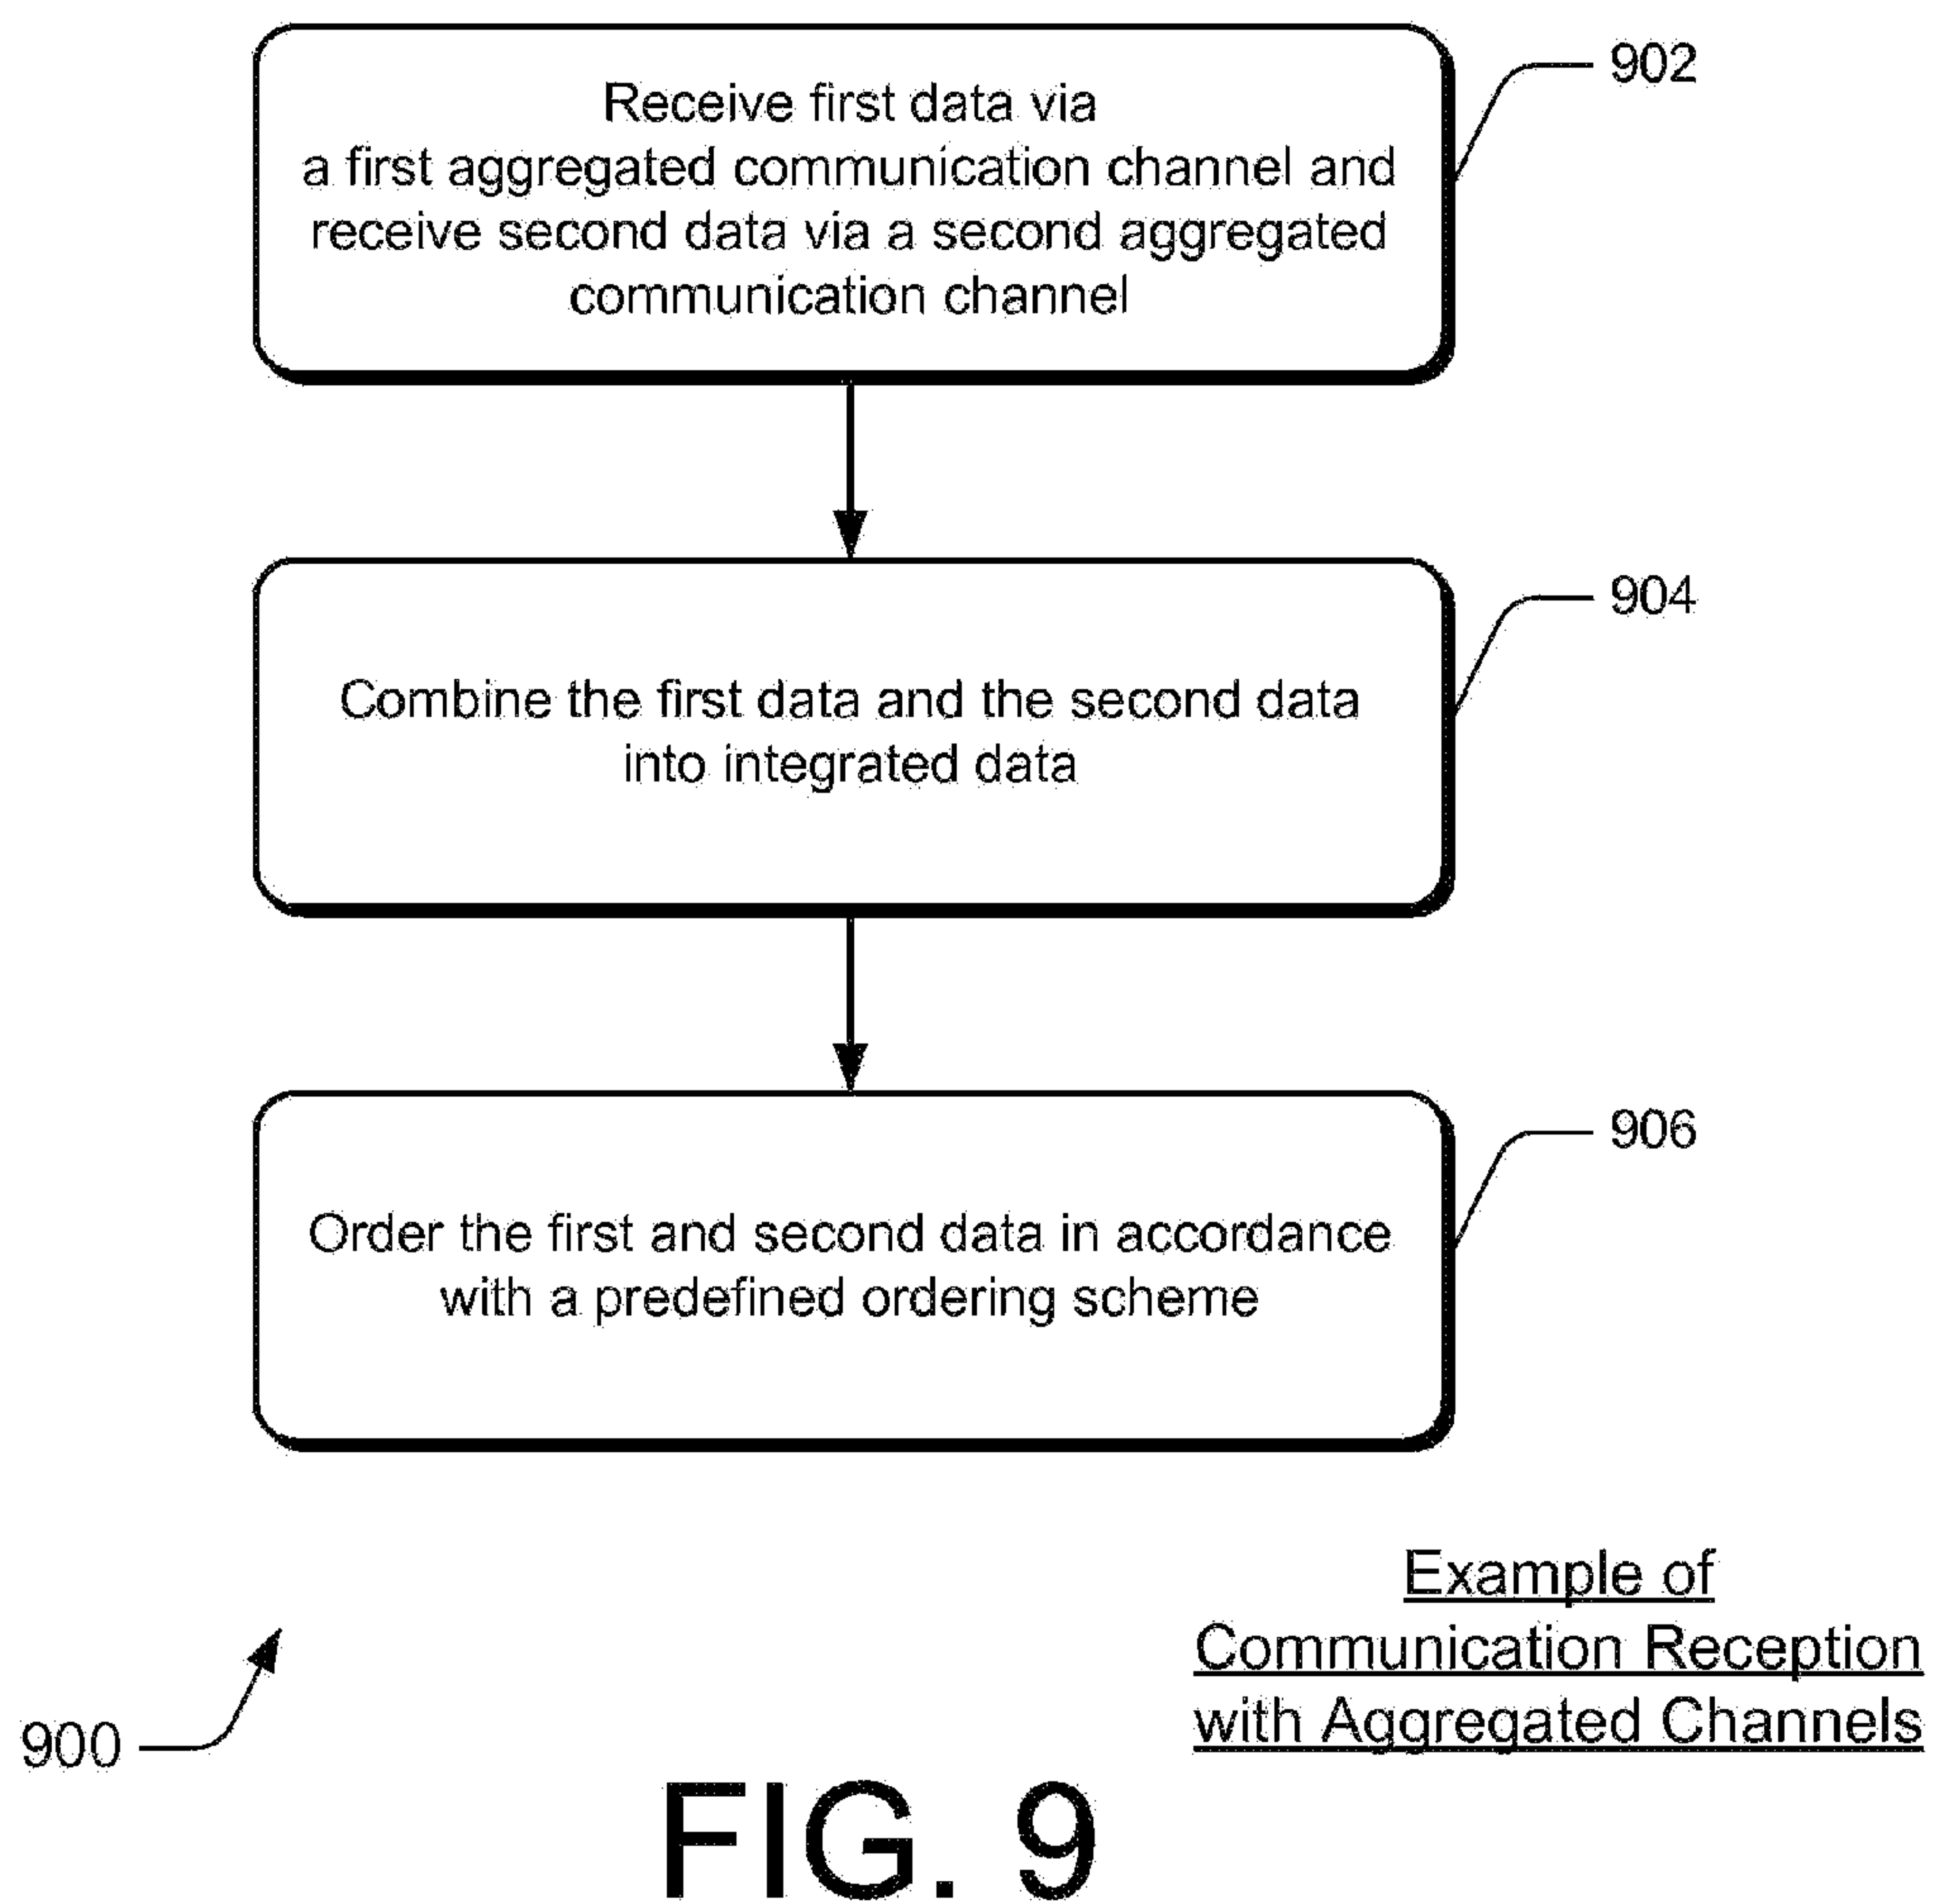 Receive first data via
a first aggregated communication channel and
receive second data via a second aggregated
communication channel
902
Combine the first data and the second data
into integrated data
904
Order the first and second data in accordance
with a predefined ordering scheme
906
Example of
Communication Reception
with Aggregated Channels
900
FIG. 9